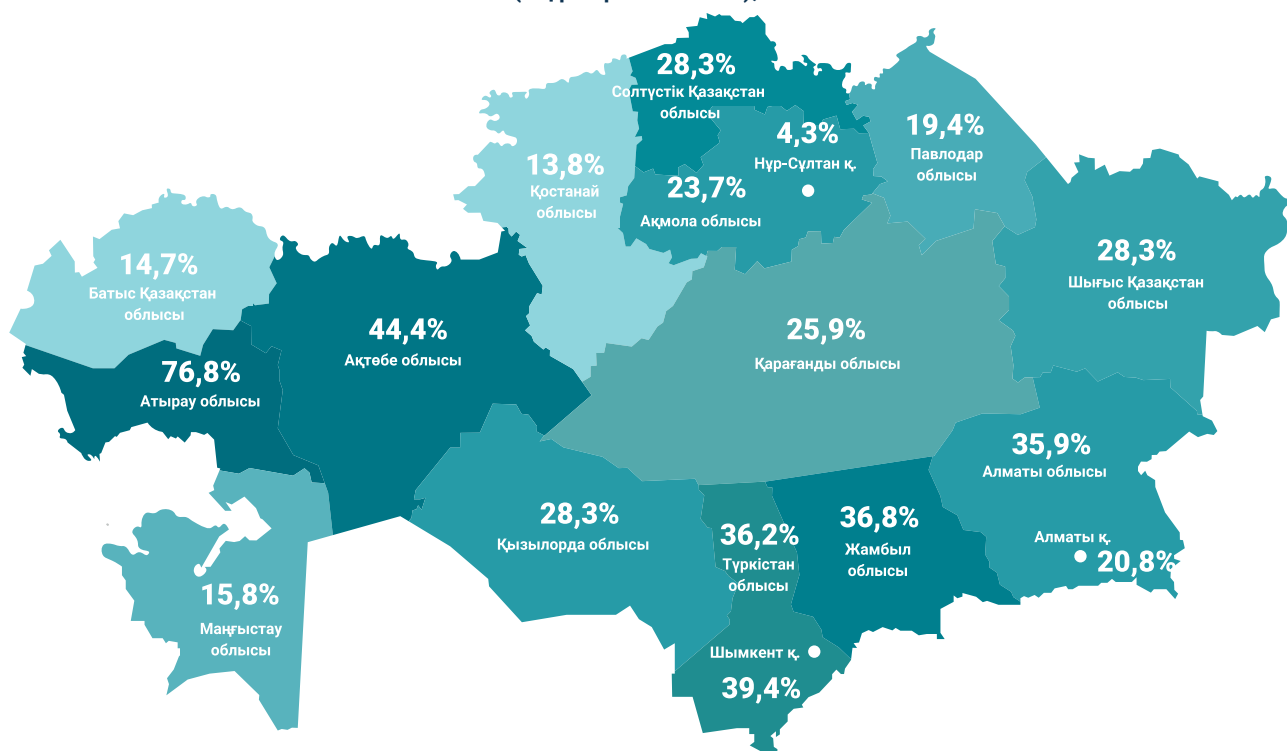 28,3%
Солтүстік Қазақстан
облысы
4,3%
Нұр-Сұлтан қ.
19,4%
Павлодар
облысы
13,8%
Қостанай
облысы
23,7%
Ақмола облысы
14,7%
Батыс Қазақстан
облысы
28,3%
Шығыс Қазақстан
облысы
44,4%
Ақтөбе облысы
25,9%
Қарағанды облысы
76,8%
Атырау облысы
35,9%
Алматы облысы
28,3%
Қызылорда облысы
36,2%
Түркістан
облысы
36,8%
Жамбыл
облысы
Алматы қ.
20,8%
15,8%
Маңғыстау
облысы
Шымкент қ.
39,4%